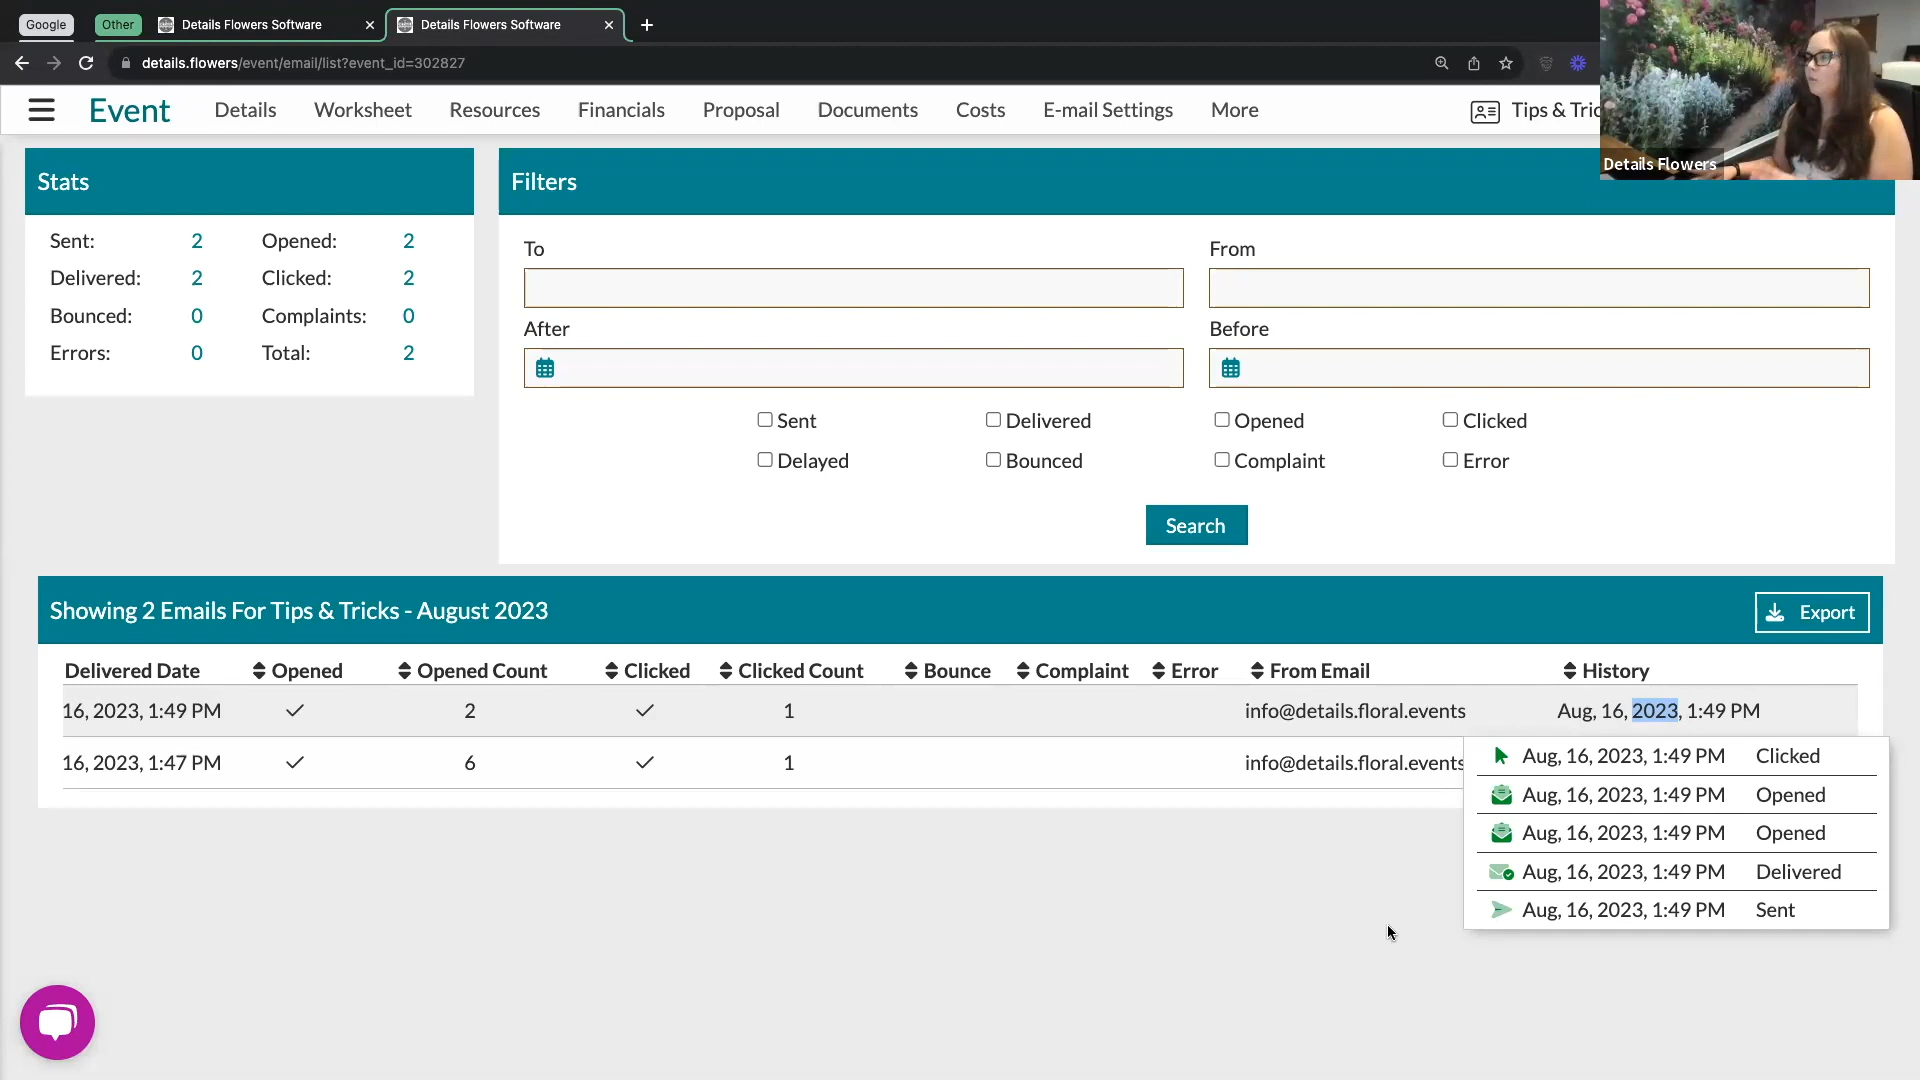 Google
Other
Details Flowers Software
Details Flowers Software
details.flowers/event/email/list?event_id=302827
Event
Details
Worksheet
Resources
Financials
Proposal
Documents
Costs
E-mail Settings
More
Tips & Tric
Details Flowers
Stats
Sent: 2 Opened: 2
Delivered: 2 Clicked: 2
Bounced: 0 Complaints: 0
Errors: 0 Total: 2
Filters
To
From
After
Before
Sent Delivered Opened Clicked
Delayed Bounced Complaint Error
Search
Showing 2 Emails For Tips & Tricks - August 2023
Export
Delivered Date Opened Opened Count Clicked Clicked Count Bounce Complaint Error From Email History
16, 2023, 1:49 PM 2 1 info@details.floral.events Aug, 16, 2023, 1:49 PM
16, 2023, 1:47 PM 6 1 info@details.floral.events
Aug, 16, 2023, 1:49 PM Clicked
Aug, 16, 2023, 1:49 PM Opened
Aug, 16, 2023, 1:49 PM Opened
Aug, 16, 2023, 1:49 PM Delivered
Aug, 16, 2023, 1:49 PM Sent